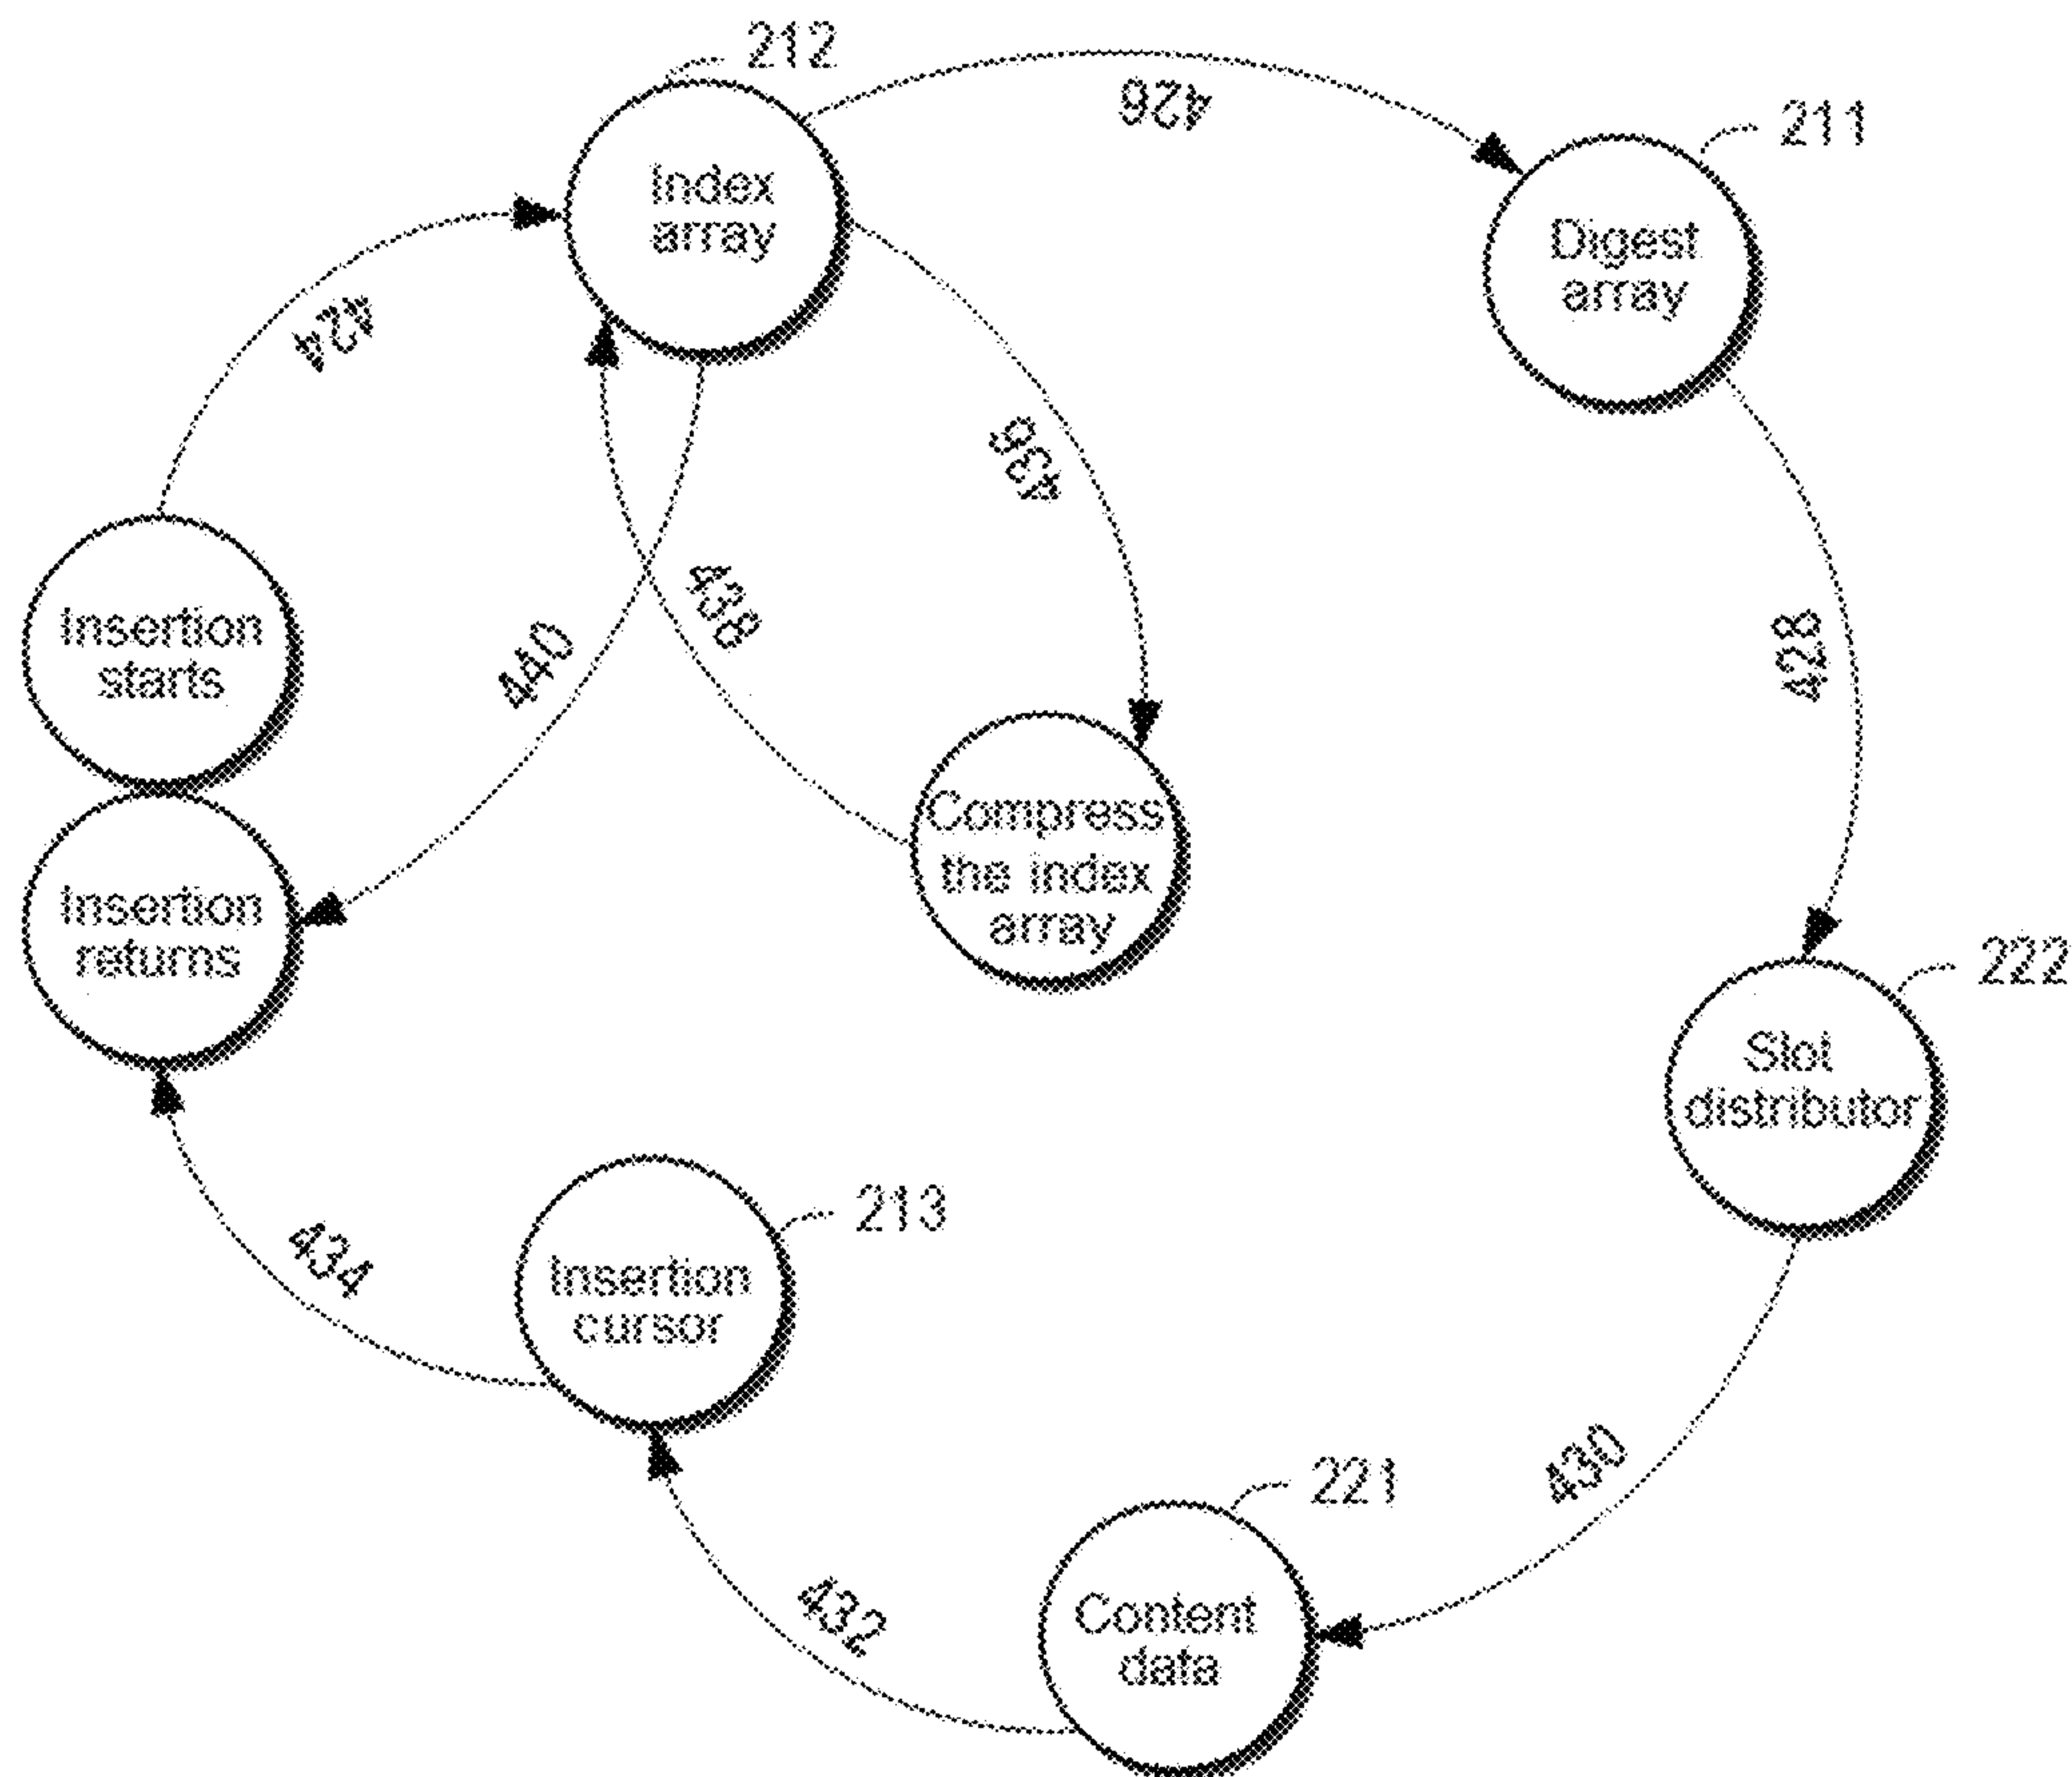 212
426
211
Index
array
Digest
array
424
436
438
428
Insertion
starts
440
Compress
the index
array
Insertion
returns
222
Slot
distributor
213
434
Insertion
cursor
430
221
432
Content
data